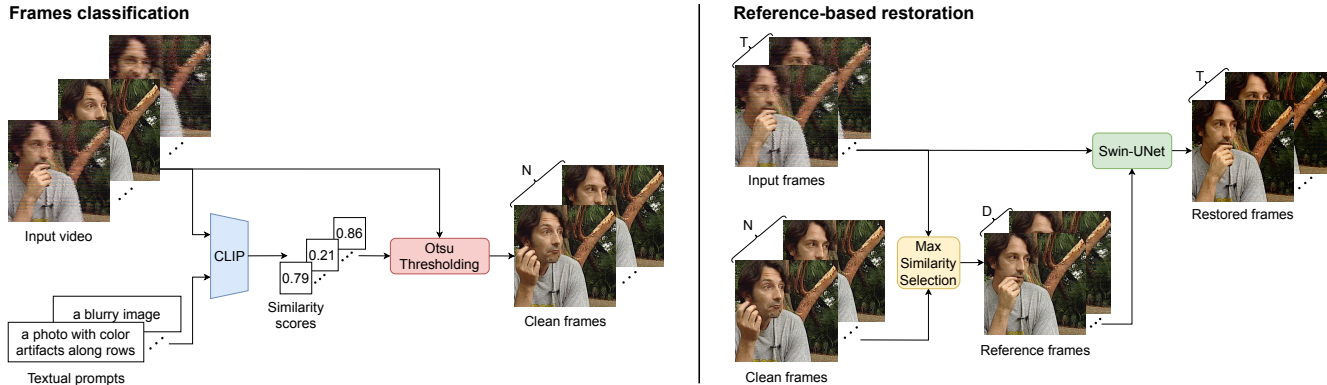 Frames classification
Input video
a blurry image
a photo with color
artifacts along rows
Textual prompts
CLIP
0.86
0.21
0.79
Similarity
scores
Otsu
Thresholding
N
Clean frames
Reference-based restoration
T
Input frames
N
Clean frames
Max
Similarity
Selection
D
Reference frames
Swin-UNet
T
Restored frames